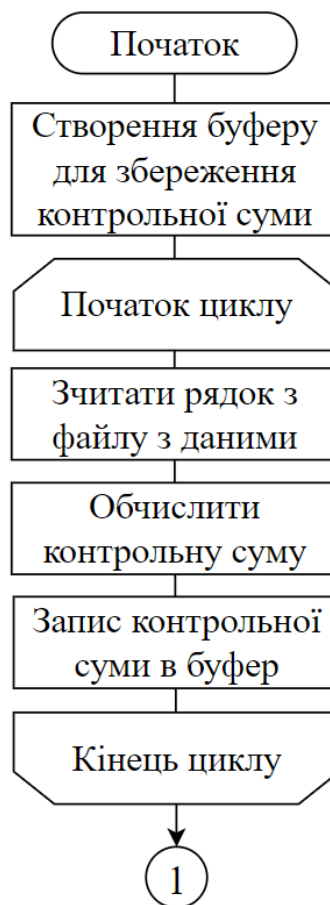 Початок
Створення буферу
для збереження
контрольної суми
Початок циклу
Зчитати рядок з
файлу з даними
Обчислити
контрольну суму
Запис контрольної
суми в буфер
Кінець циклу
1